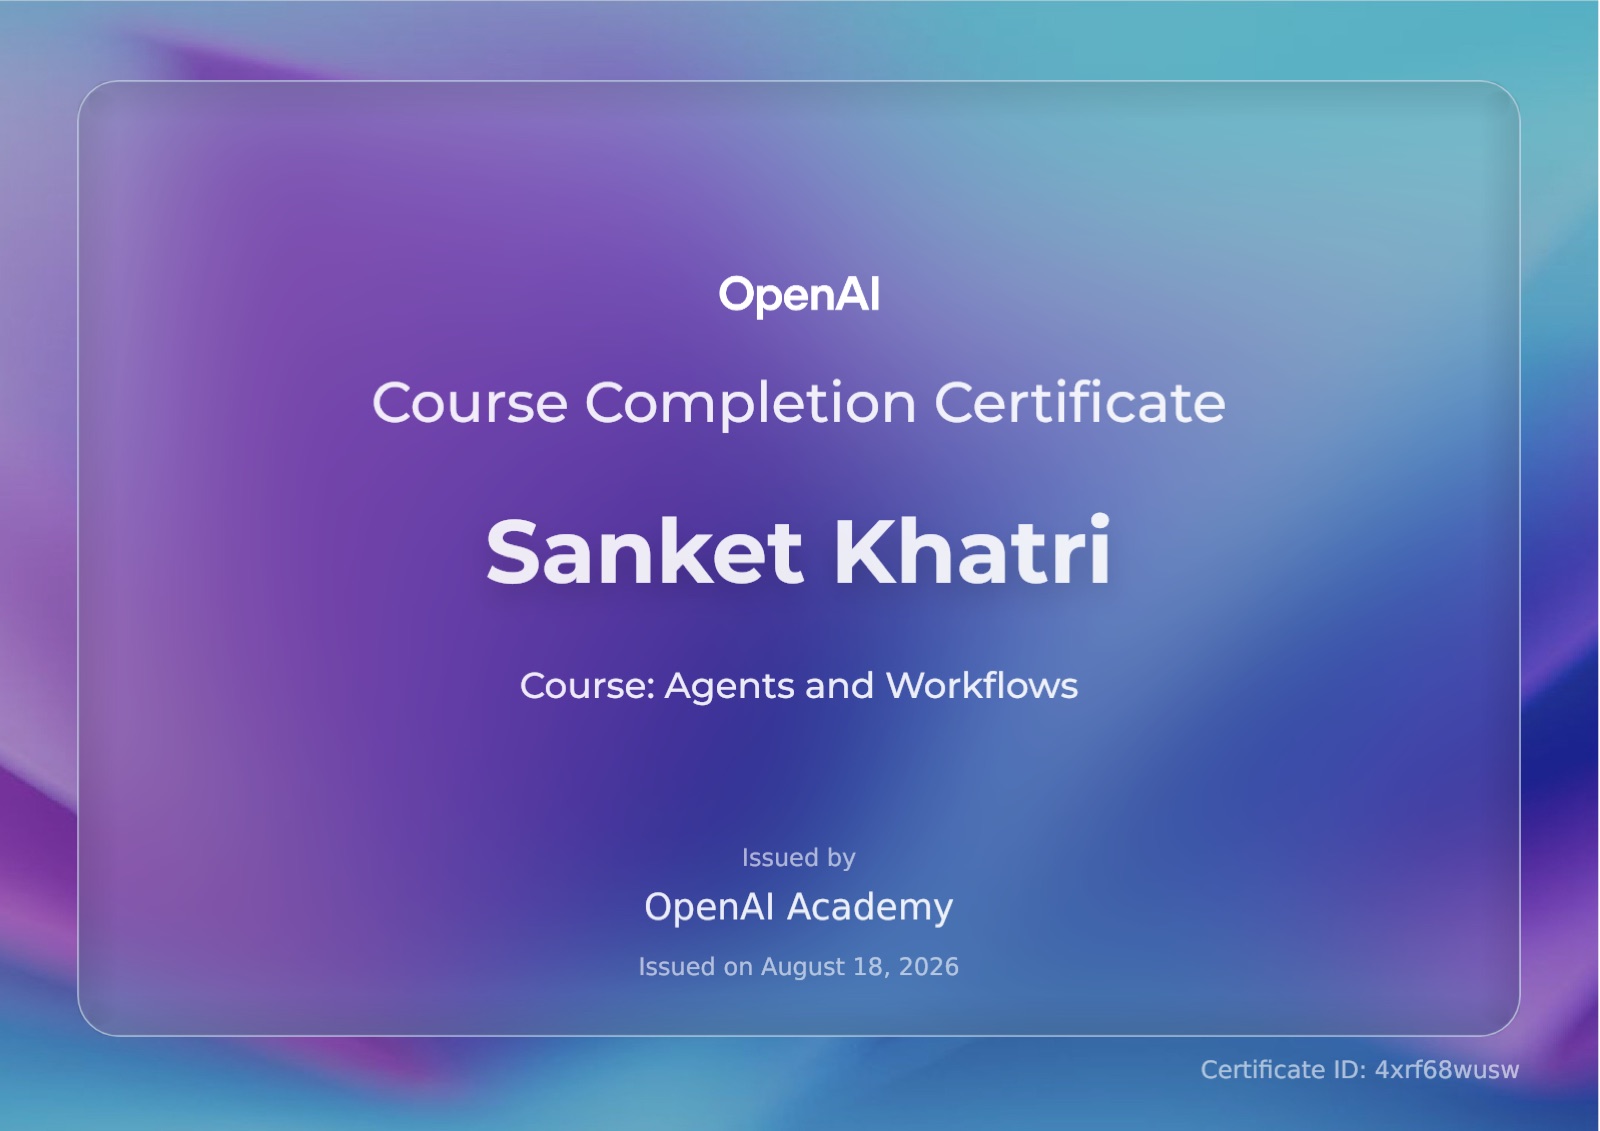 OpenAI
Course Completion Certificate
Sanket Khatri
Course: Agents and Workflows
Issued by
OpenAI Academy
Issued on August 18, 2026
Certificate ID: 4xrf68wusw